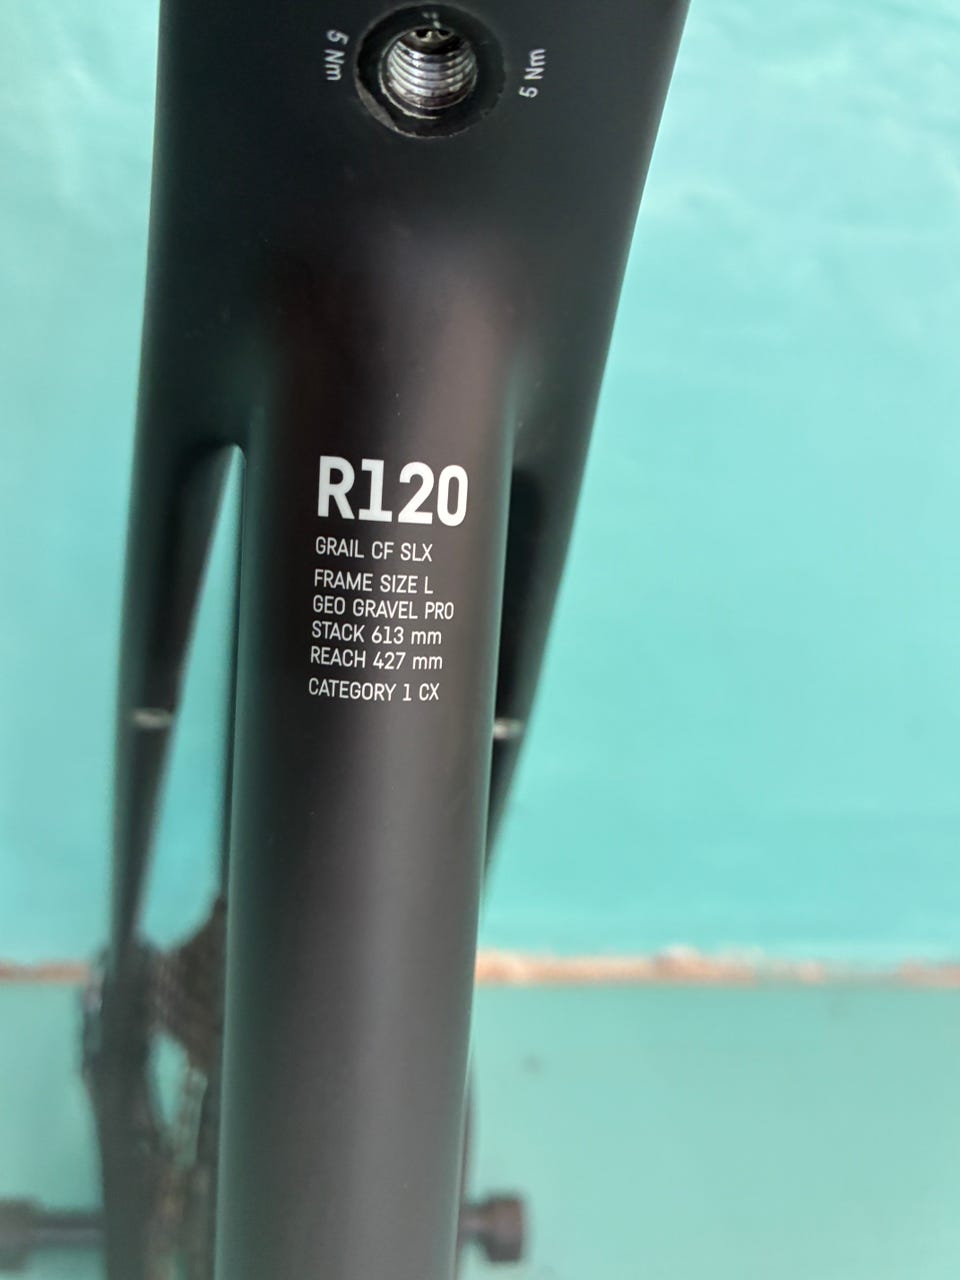 5 Nm
5 Nm
R120
GRAIL CF SLX
FRAME SIZE L
GEO GRAVEL PRO
STACK 613 mm
REACH 427 mm
CATEGORY 1 CX